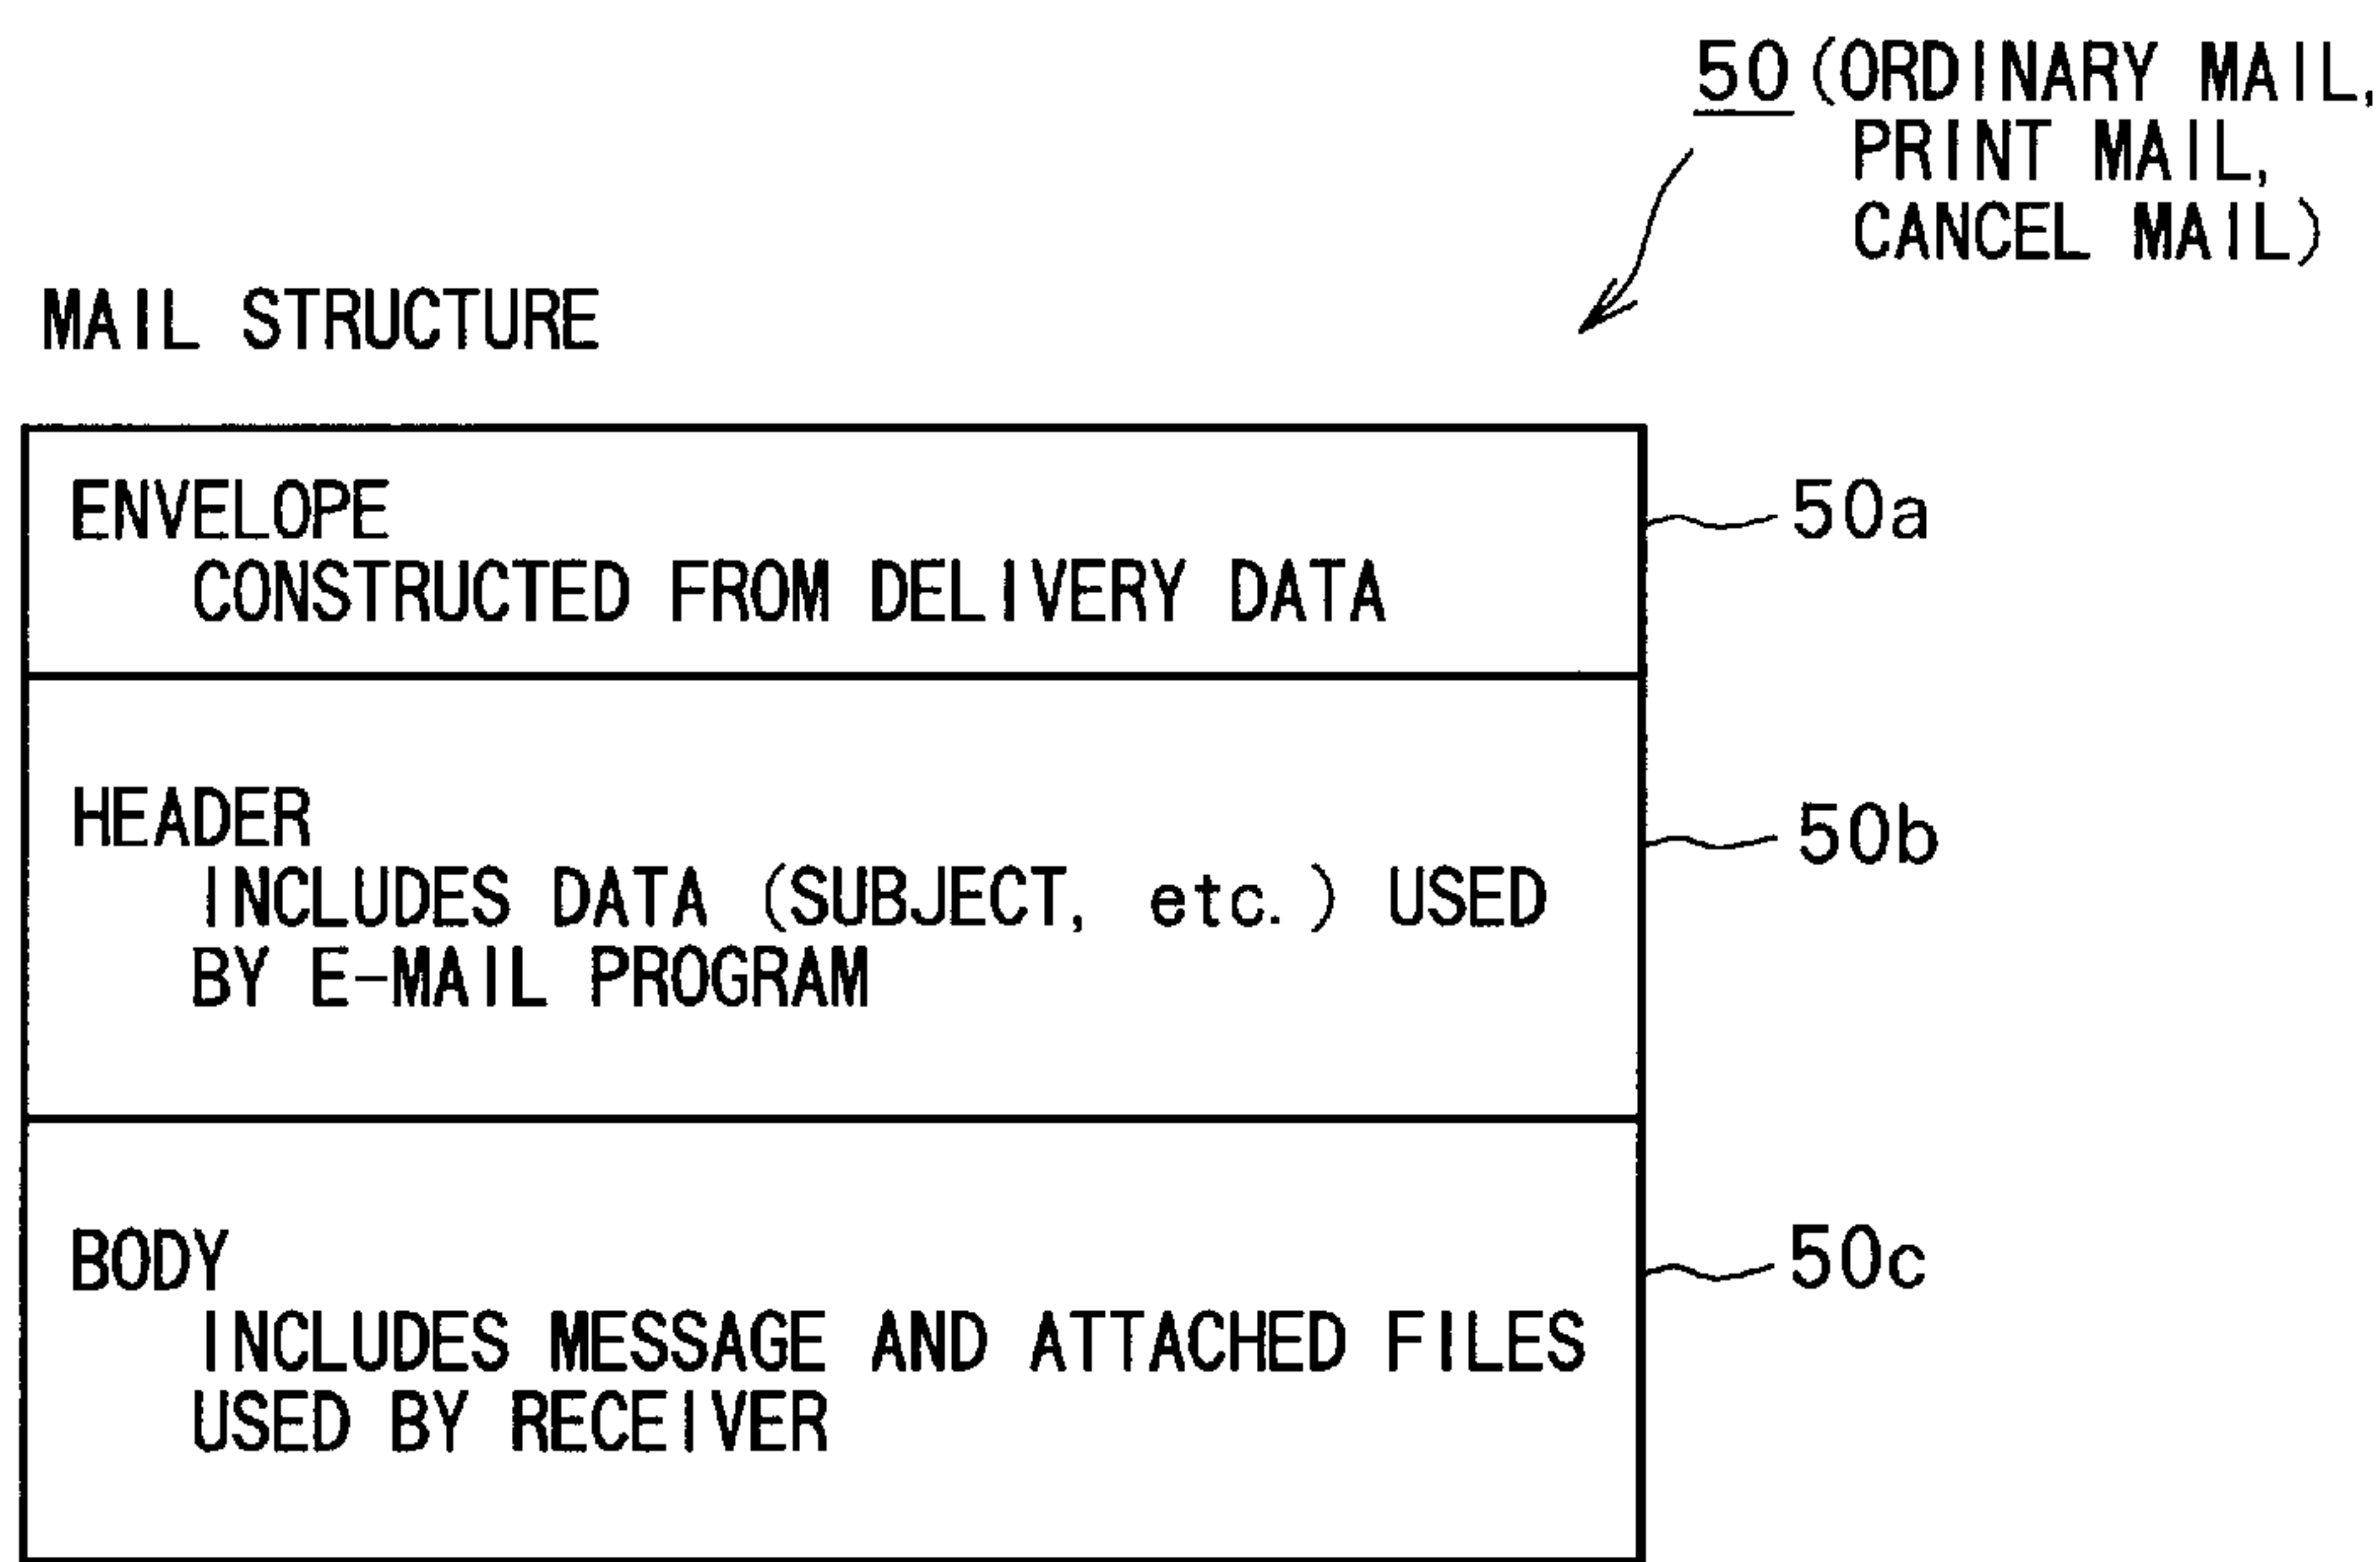 50 (ORDINARY MAIL,
PRINT MAIL,
CANCEL MAIL)
MAIL STRUCTURE
ENVELOPE
CONSTRUCTED FROM DELIVERY DATA
50a
HEADER
INCLUDES DATA (SUBJECT, etc.) USED
BY E-MAIL PROGRAM
50b
BODY
INCLUDES MESSAGE AND ATTACHED FILES
USED BY RECEIVER
50c